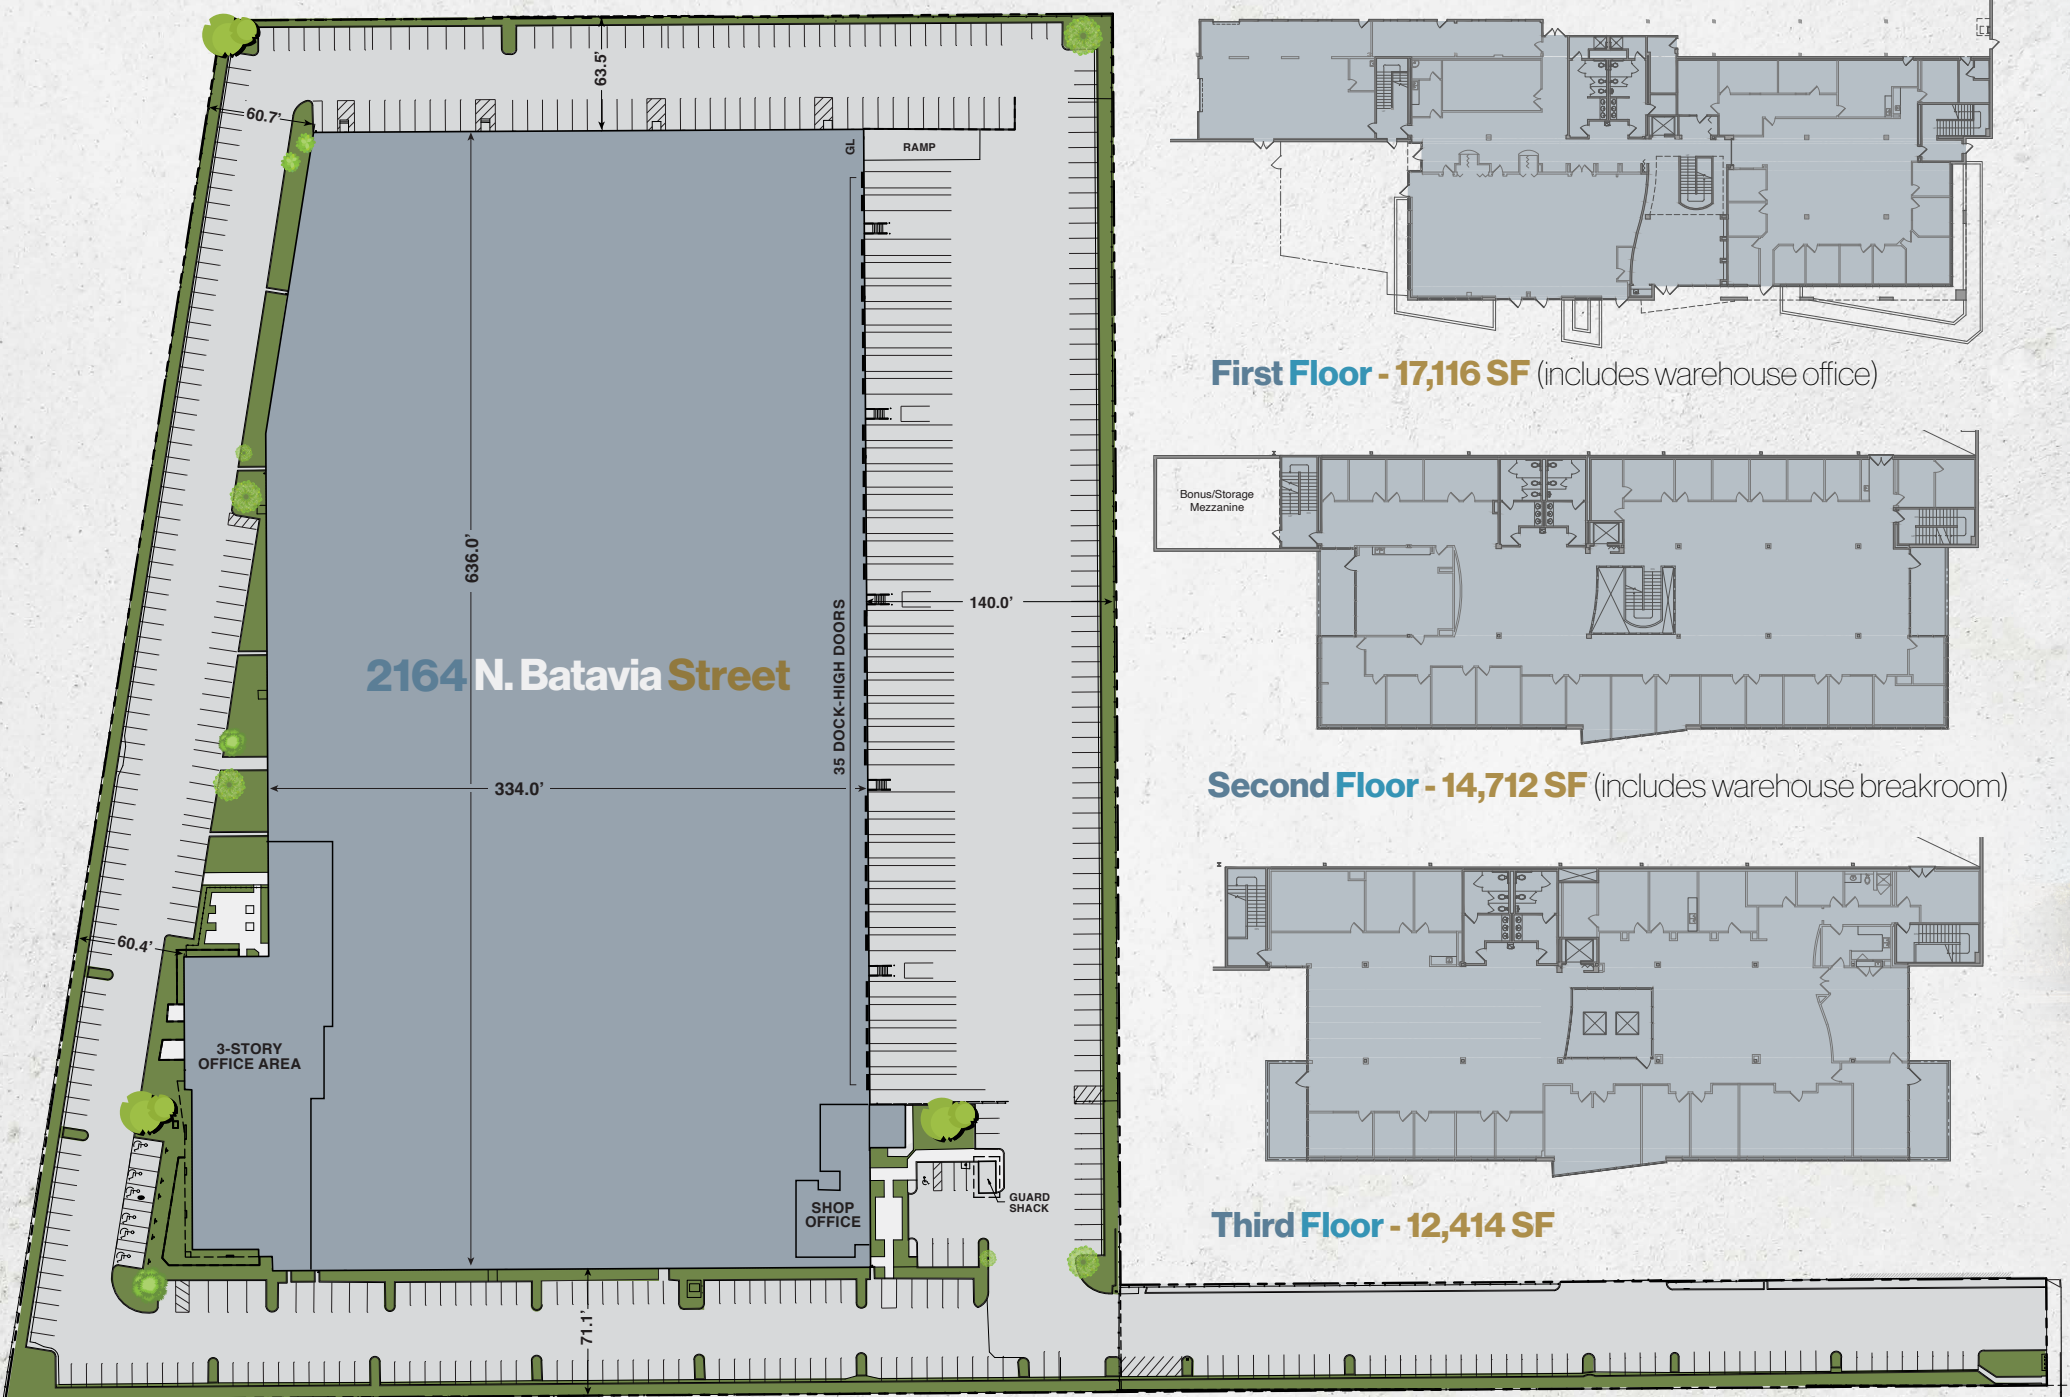 63.5'
60.7'
GL
RAMP
636.0'
35 DOCK-HIGH DOORS
140.0'
2164 N. Batavia Street
334.0'
60.4'
3-STORY
OFFICE AREA
SHOP
OFFICE
GUARD
SHACK
71.1'
First Floor - 17,116 SF (includes warehouse office)
Bonus/Storage
Mezzanine
Second Floor - 14,712 SF (includes warehouse breakroom)
Third Floor - 12,414 SF